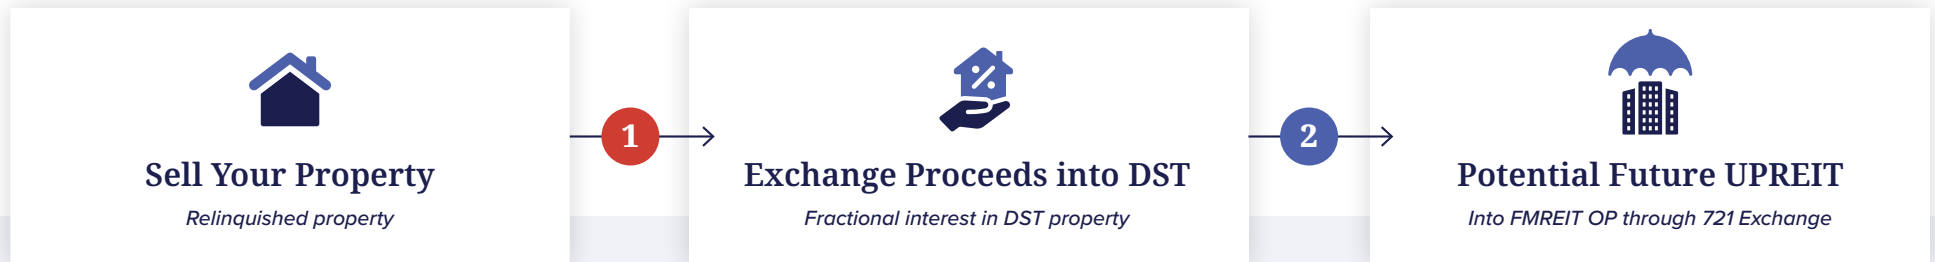 Sell Your Property
Relinquished property
1
Exchange Proceeds into DST
Fractional interest in DST property
2
Potential Future UPREIT
Into FMREIT OP through 721 Exchange